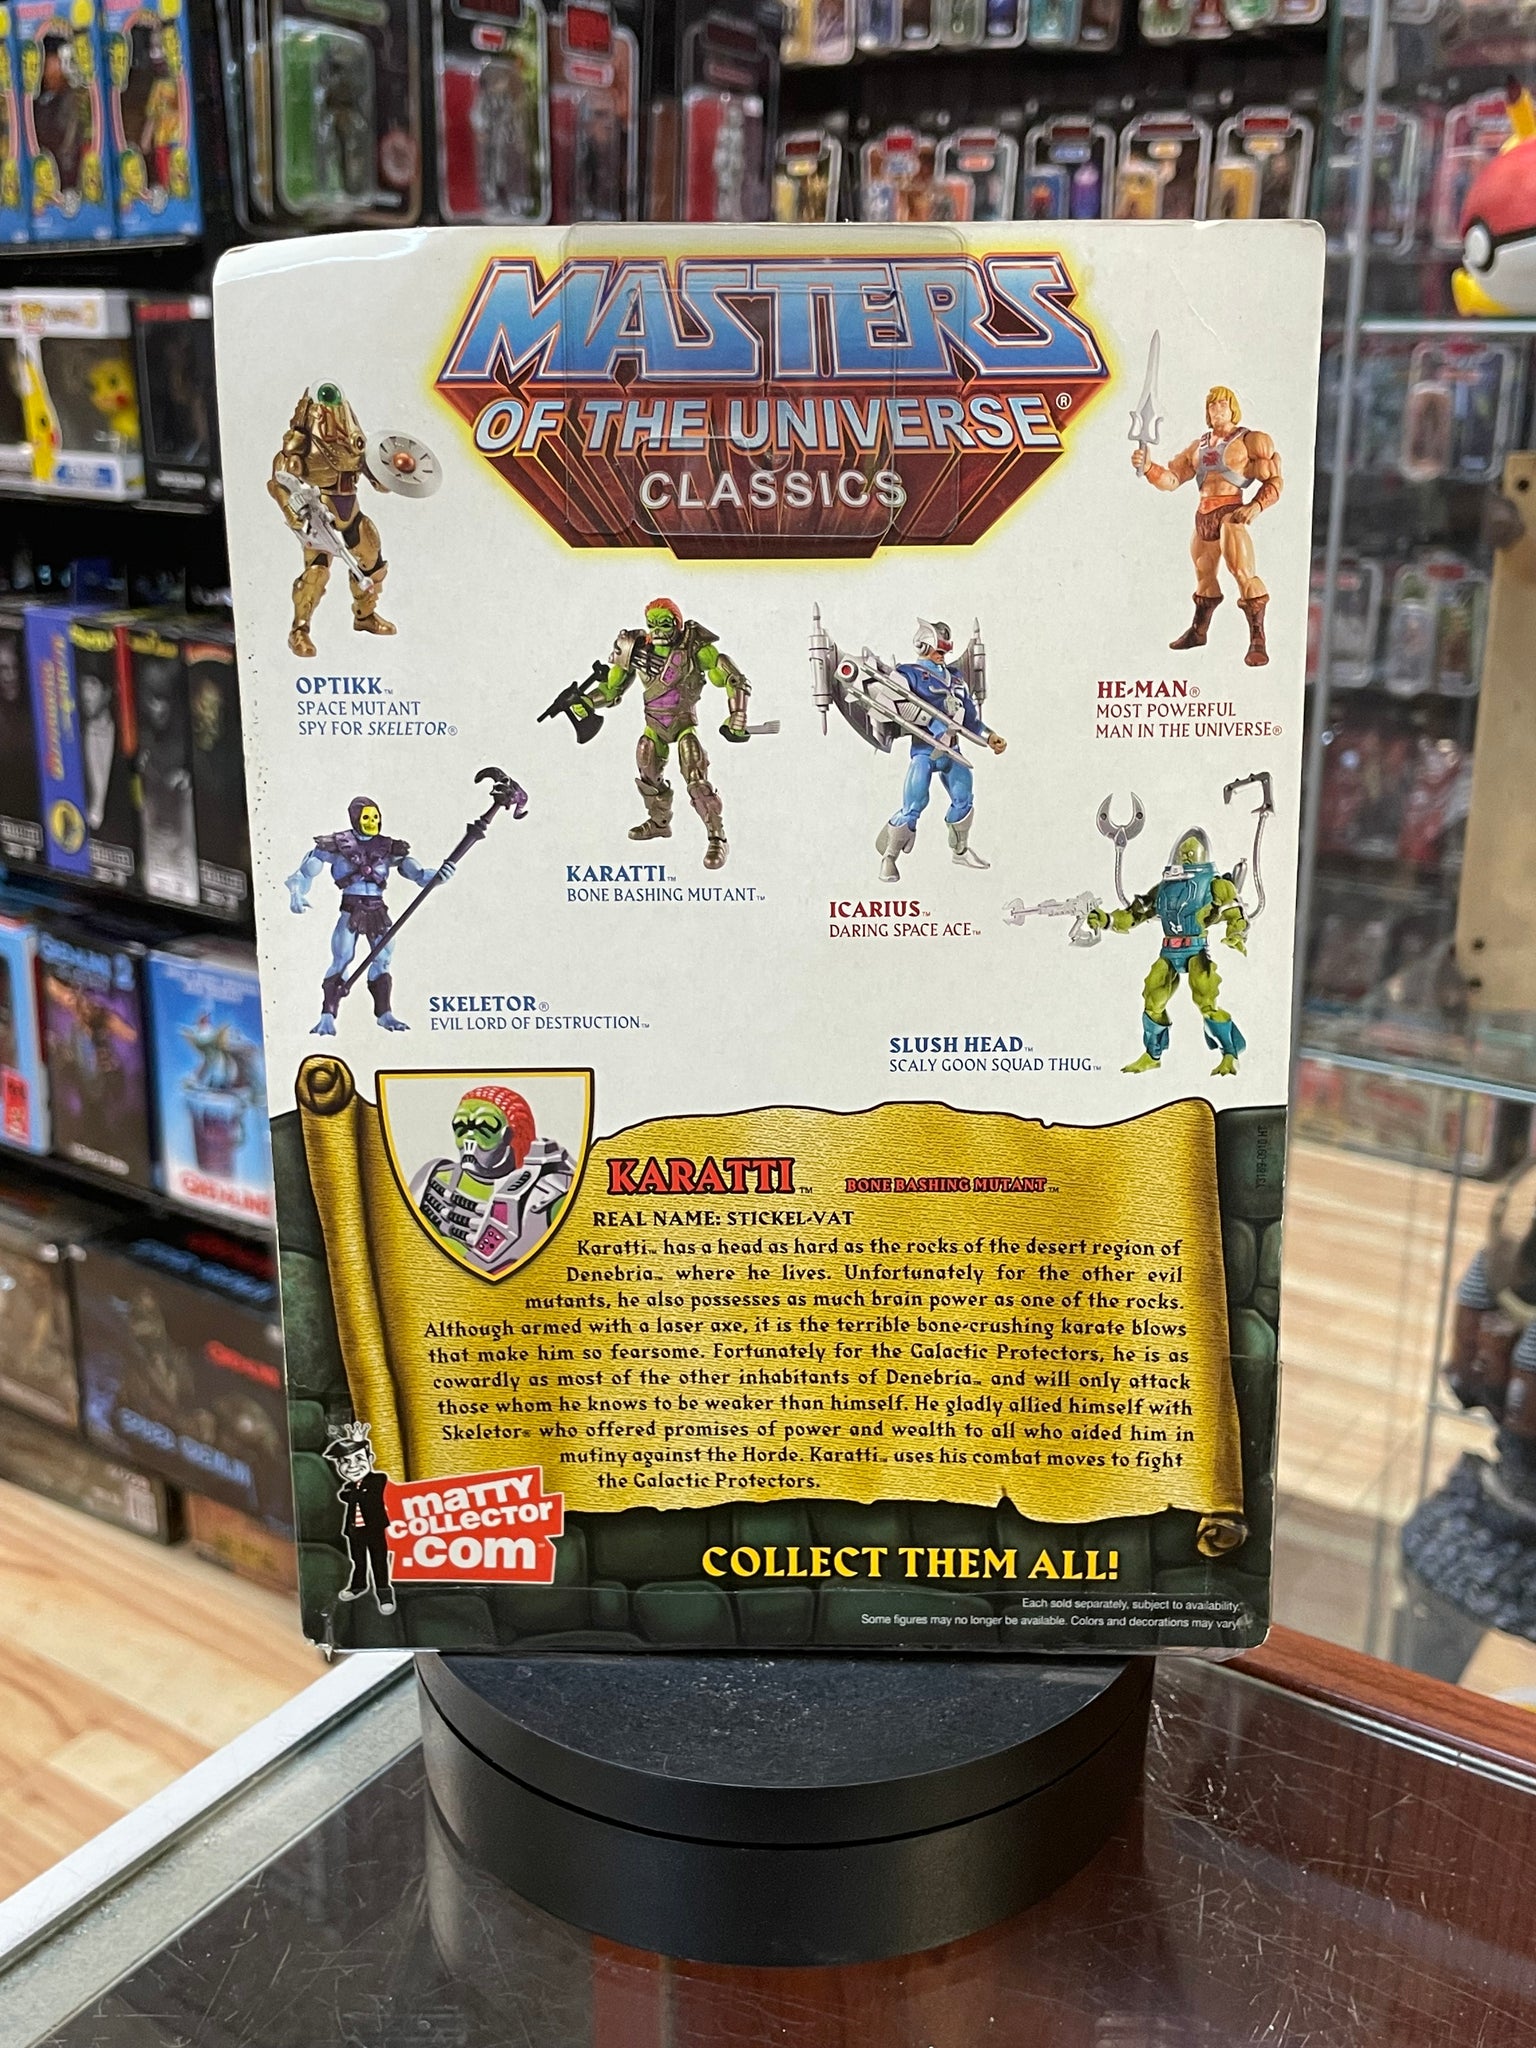 MASTERS
OF THE UNIVERSE®
CLASSICS
OPTIKK™
SPACE MUTANT
SPY FOR SKELETOR®
HE-MAN®
MOST POWERFUL
MAN IN THE UNIVERSE®
KARATTI™
BONE BASHING MUTANT™
ICARIUS™
DARING SPACE ACE™
SKELETOR®
EVIL LORD OF DESTRUCTION™
SLUSH HEAD™
SCALY GOON SQUAD THUG™
KARATTI™ BONE BASHING MUTANT™
REAL NAME: STICKEL-VAT
Karatti™ has a head as hard as the rocks of the desert region of
Denebria™ where he lives. Unfortunately for the other evil
mutants, he also possesses as much brain power as one of the rocks.
Although armed with a laser axe, it is the terrible bone-crushing karate blows
that make him so fearsome. Fortunately for the Galactic Protectors, he is as
cowardly as most of the other inhabitants of Denebria™ and will only attack
those whom he knows to be weaker than himself. He gladly allied himself with
Skeletor® who offered promises of power and wealth to all who aided him in
mutiny against the Horde. Karatti™ uses his combat moves to fight
the Galactic Protectors.
MATTY
COLLECTOR
.com
COLLECT THEM ALL!
Each sold separately, subject to availability.
Some figures may no longer be available. Colors and decorations may vary.
GREMLINS